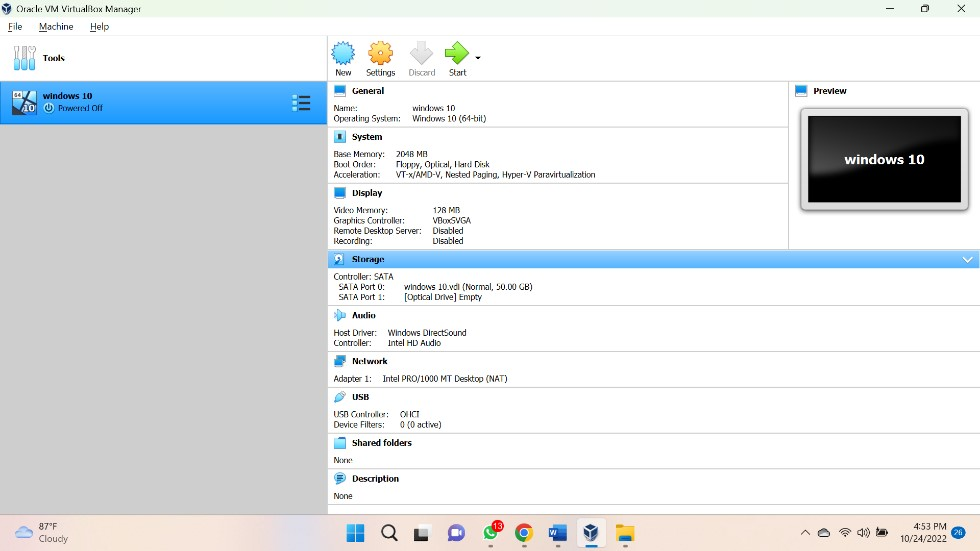 Oracle VM VirtualBox Manager
File Machine Help
Tools
New Settings Discard Start
windows 10
Powered Off
64
10
General
Name: windows 10
Operating System: Windows 10 (64-bit)
System
Base Memory: 2048 MB
Boot Order: Floppy, Optical, Hard Disk
Acceleration: VT-x/AMD-V, Nested Paging, Hyper-V Paravirtualization
Display
Video Memory: 128 MB
Graphics Controller: VBoxSVGA
Remote Desktop Server: Disabled
Recording: Disabled
Preview
windows 10
Storage
Controller: SATA
SATA Port 0: windows 10.vdi (Normal, 50.00 GB)
SATA Port 1: [Optical Drive] Empty
Audio
Host Driver: Windows DirectSound
Controller: Intel HD Audio
Network
Adapter 1: Intel PRO/1000 MT Desktop (NAT)
USB
USB Controller: OHCI
Device Filters: 0 (0 active)
Shared folders
None
Description
None
87°F
Cloudy
13
W
4:53 PM
10/24/2022
26